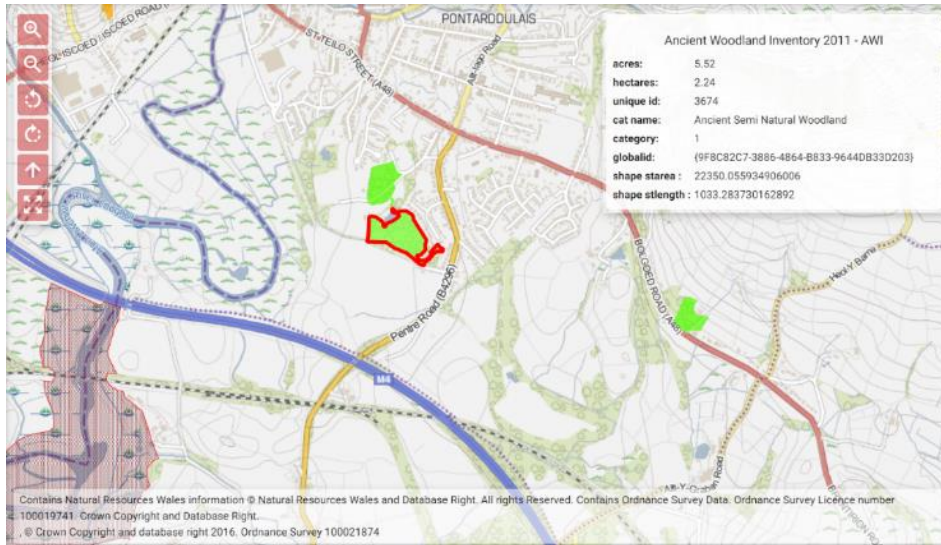 PONTARDDULAIS
ST-TEILO STREET (A48)
Pentre Road (B4296)
BOLGOED ROAD (A48)
Heol-Y-Barna
M4
Ancient Woodland Inventory 2011 - AWI
acres: 5.52
hectares: 2.24
unique id: 3674
cat name: Ancient Semi Natural Woodland
category: 1
globalid: {9F8C82C7-3886-4864-B833-9644DB33D203}
shape starea : 22350.055934906006
shape stlength : 1033.283730162892
Contains Natural Resources Wales information © Natural Resources Wales and Database Right. All rights Reserved. Contains Ordnance Survey Data. Ordnance Survey Licence number
100019741. Crown Copyright and Database Right.
, © Crown Copyright and database right 2016. Ordnance Survey 100021874